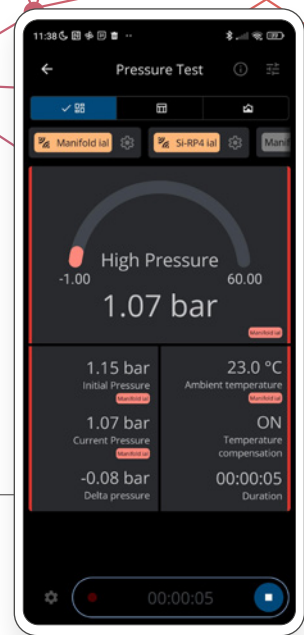 11:38
Pressure Test
Manifold ial
Si-RP4 ial
Manif
High Pressure
-1.00
60.00
1.07 bar
Manifold ial
1.15 bar
Initial Pressure
Manifold ial
23.0 °C
Ambient temperature
Manifold ial
1.07 bar
Current Pressure
Manifold ial
ON
Temperature
compensation
-0.08 bar
Delta pressure
00:00:05
Duration
00:00:05